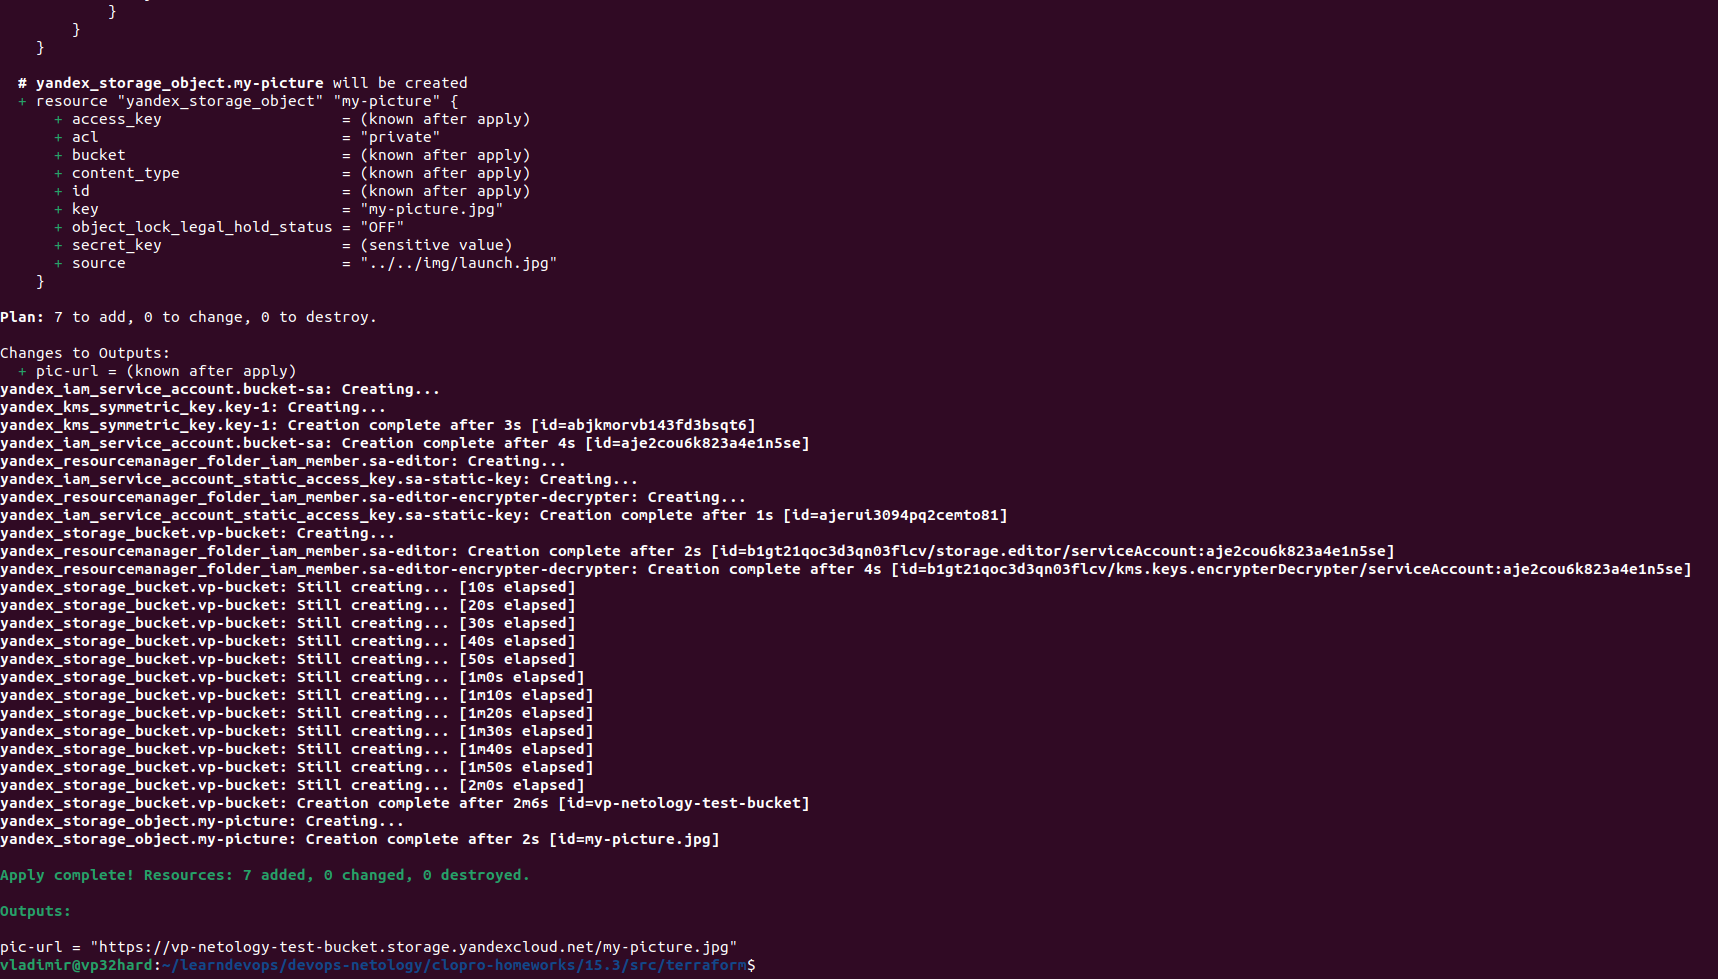 }
}
}
# yandex_storage_object.my-picture will be created
+ resource "yandex_storage_object" "my-picture" {
+ access_key = (known after apply)
+ acl = "private"
+ bucket = (known after apply)
+ content_type = (known after apply)
+ id = (known after apply)
+ key = "my-picture.jpg"
+ object_lock_legal_hold_status = "OFF"
+ secret_key = (sensitive value)
+ source = "../../img/launch.jpg"
}
Plan: 7 to add, 0 to change, 0 to destroy.
Changes to Outputs:
+ pic-url = (known after apply)
yandex_iam_service_account.bucket-sa: Creating...
yandex_kms_symmetric_key.key-1: Creating...
yandex_kms_symmetric_key.key-1: Creation complete after 3s [id=abjkmorvb143fd3bsqt6]
yandex_iam_service_account.bucket-sa: Creation complete after 4s [id=aje2cou6k823a4e1n5se]
yandex_resourcemanager_folder_iam_member.sa-editor: Creating...
yandex_iam_service_account_static_access_key.sa-static-key: Creating...
yandex_resourcemanager_folder_iam_member.sa-editor-encrypter-decrypter: Creating...
yandex_iam_service_account_static_access_key.sa-static-key: Creation complete after 1s [id=ajerui3094pq2cemto81]
yandex_storage_bucket.vp-bucket: Creating...
yandex_resourcemanager_folder_iam_member.sa-editor: Creation complete after 2s [id=b1gt21qoc3d3qn03flcv/storage.editor/serviceAccount:aje2cou6k823a4e1n5se]
yandex_resourcemanager_folder_iam_member.sa-editor-encrypter-decrypter: Creation complete after 4s [id=b1gt21qoc3d3qn03flcv/kms.keys.encrypterDecrypter/serviceAccount:aje2cou6k823a4e1n5se]
yandex_storage_bucket.vp-bucket: Still creating... [10s elapsed]
yandex_storage_bucket.vp-bucket: Still creating... [20s elapsed]
yandex_storage_bucket.vp-bucket: Still creating... [30s elapsed]
yandex_storage_bucket.vp-bucket: Still creating... [40s elapsed]
yandex_storage_bucket.vp-bucket: Still creating... [50s elapsed]
yandex_storage_bucket.vp-bucket: Still creating... [1m0s elapsed]
yandex_storage_bucket.vp-bucket: Still creating... [1m10s elapsed]
yandex_storage_bucket.vp-bucket: Still creating... [1m20s elapsed]
yandex_storage_bucket.vp-bucket: Still creating... [1m30s elapsed]
yandex_storage_bucket.vp-bucket: Still creating... [1m40s elapsed]
yandex_storage_bucket.vp-bucket: Still creating... [1m50s elapsed]
yandex_storage_bucket.vp-bucket: Still creating... [2m0s elapsed]
yandex_storage_bucket.vp-bucket: Creation complete after 2m6s [id=vp-netology-test-bucket]
yandex_storage_object.my-picture: Creating...
yandex_storage_object.my-picture: Creation complete after 2s [id=my-picture.jpg]
Apply complete! Resources: 7 added, 0 changed, 0 destroyed.
Outputs:
pic-url = "https://vp-netology-test-bucket.storage.yandexcloud.net/my-picture.jpg"
vladimir@vp32hard:~/learndevops/devops-netology/clopro-homeworks/15.3/src/terraform$